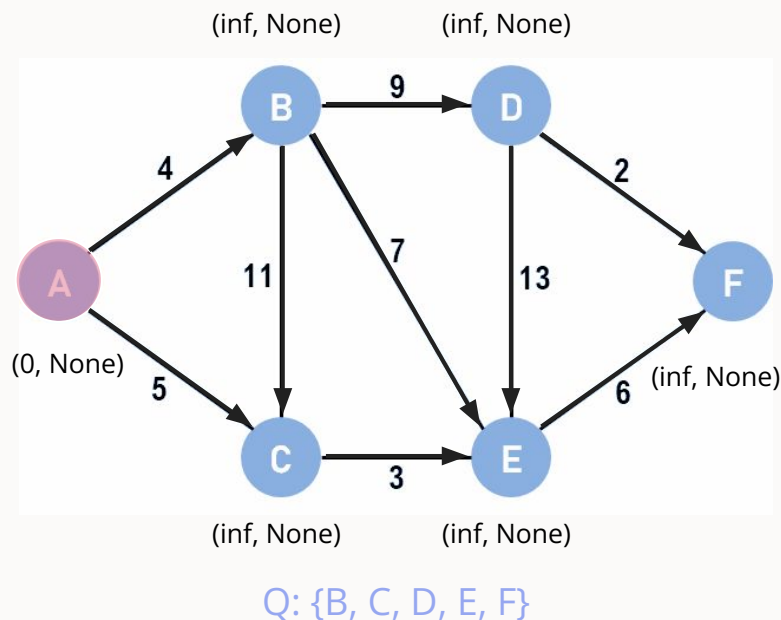 (inf, None) (inf, None)
B 9 D
4 2
A 11 7 13 F
(0, None) 5 6 (inf, None)
C 3 E
(inf, None) (inf, None)
Q: {B, C, D, E, F}